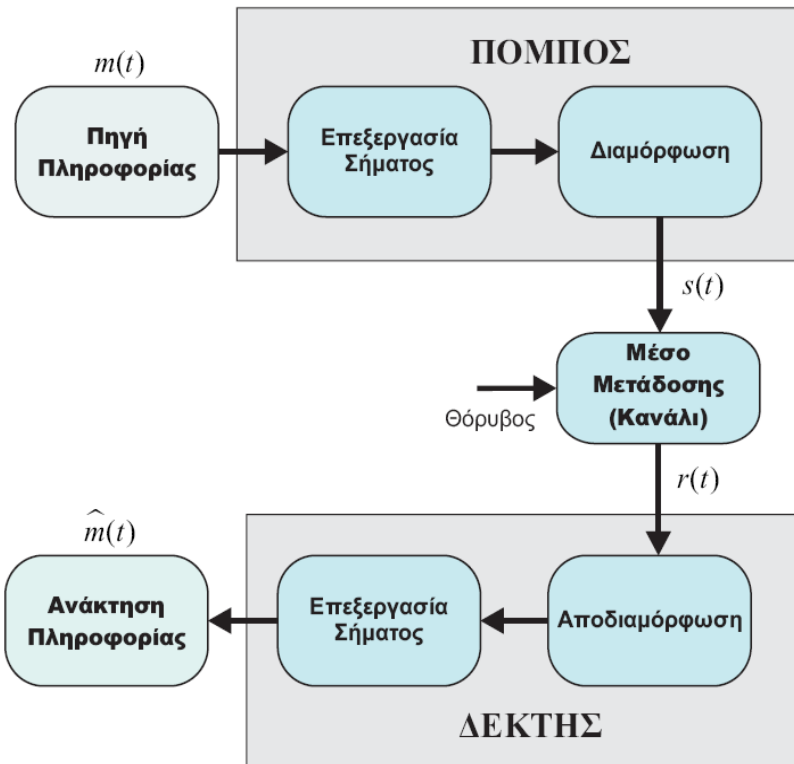 ΠΟΜΠΟΣ
m(t)
Πηγή
Πληροφορίας
Επεξεργασία
Σήματος
Διαμόρφωση
s(t)
Μέσο
Μετάδοσης
(Κανάλι)
Θόρυβος
r(t)
m̂(t)
Ανάκτηση
Πληροφορίας
Επεξεργασία
Σήματος
Αποδιαμόρφωση
ΔΕΚΤΗΣ